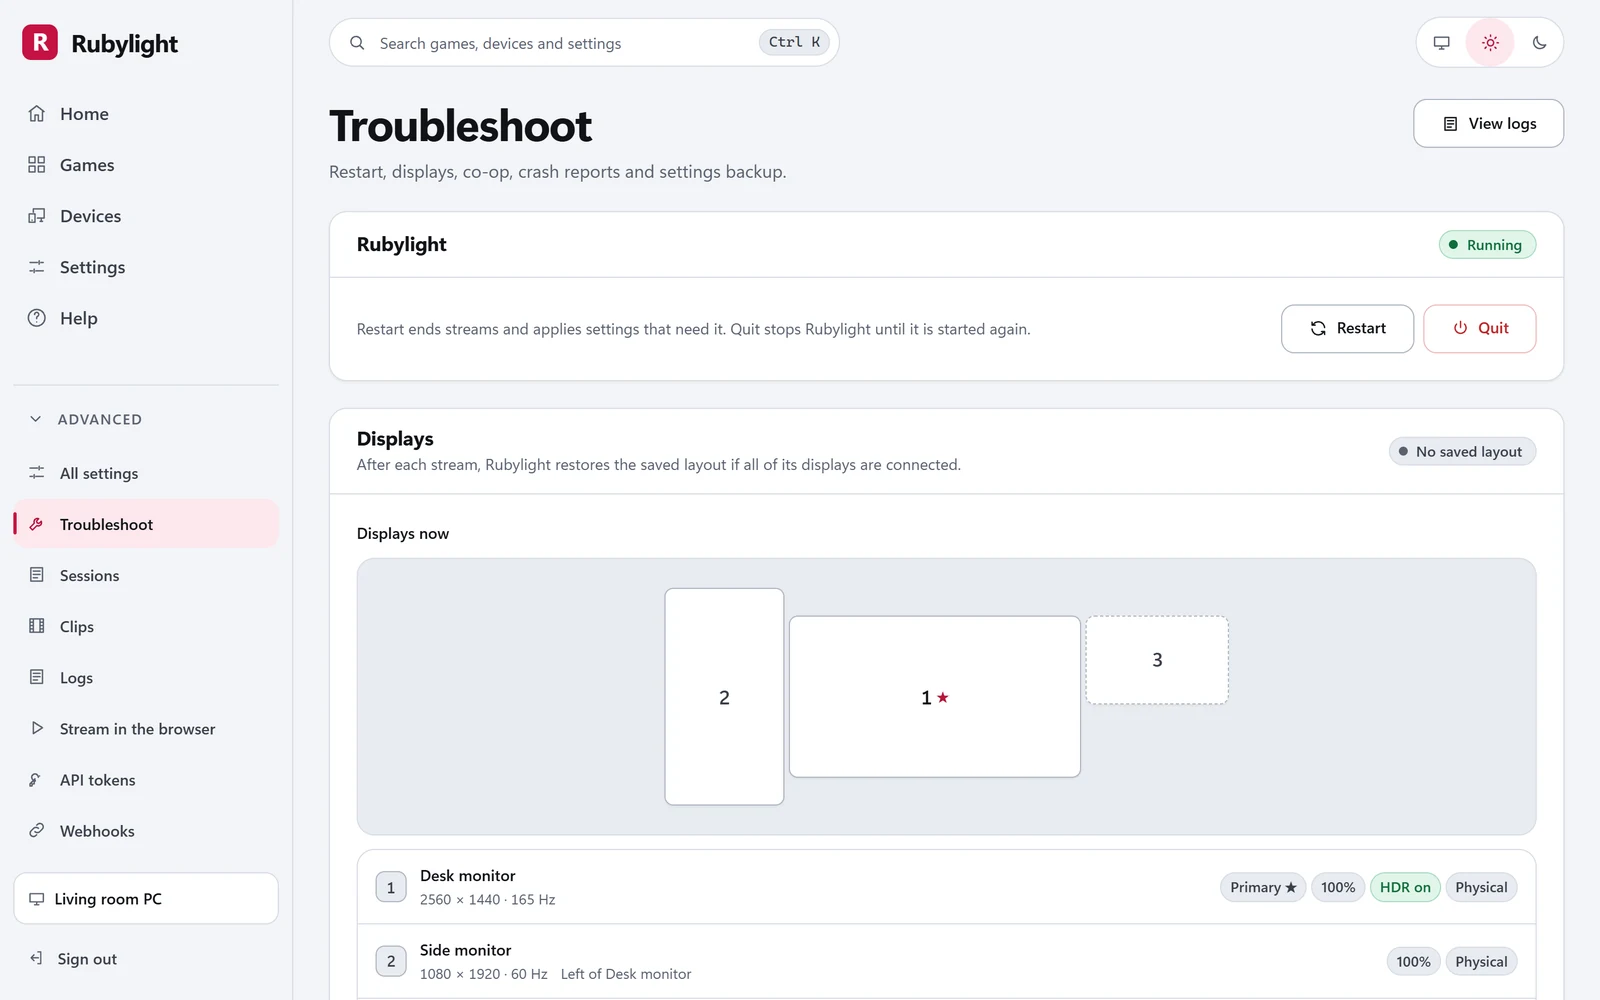 R Rubylight
Home
Games
Devices
Settings
Help
ADVANCED
All settings
Troubleshoot
Sessions
Clips
Logs
Stream in the browser
API tokens
Webhooks
Living room PC
Sign out
Search games, devices and settings Ctrl K
Troubleshoot
View logs
Restart, displays, co-op, crash reports and settings backup.
Rubylight
Running
Restart ends streams and applies settings that need it. Quit stops Rubylight until it is started again.
Restart
Quit
Displays
After each stream, Rubylight restores the saved layout if all of its displays are connected.
No saved layout
Displays now
2
1 ★
3
1
Desk monitor
2560 × 1440 · 165 Hz
Primary ★
100%
HDR on
Physical
2
Side monitor
1080 × 1920 · 60 Hz Left of Desk monitor
100%
Physical